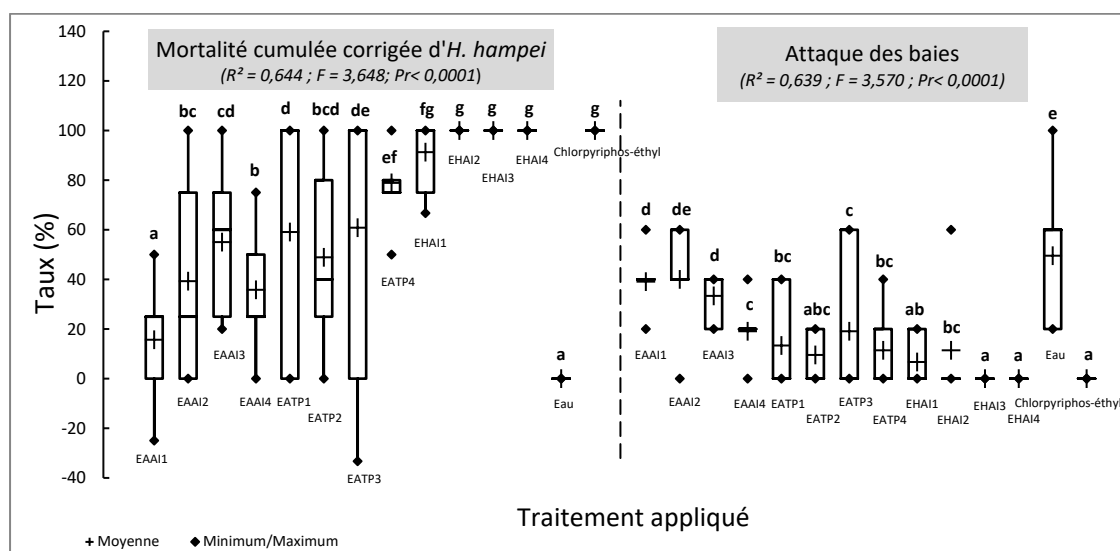 Mortalité cumulée corrigée d'H. hampei
(R² = 0,644 ; F = 3,648; Pr< 0,0001)
Attaque des baies
(R² = 0,639 ; F = 3,570 ; Pr< 0,0001)
Taux (%)
140
120
100
80
60
40
20
0
-20
-40
a
bc
cd
b
d
bcd
de
ef
fg
g
g
g
a
g
EAAI1
EAAI2
EAAI3
EAAI4
EATP1
EATP2
EATP3
EATP4
EHAI1
EHAI2
EHAI3
EHAI4
Eau
Chlorpyriphos-éthyl
d
de
d
c
bc
abc
c
bc
ab
bc
a
a
e
a
EAAI1
EAAI2
EAAI3
EAAI4
EATP1
EATP2
EATP3
EATP4
EHAI1
EHAI2
EHAI3
EHAI4
Eau
Chlorpyriphos-éthyl
Traitement appliqué
+ Moyenne ◆ Minimum/Maximum